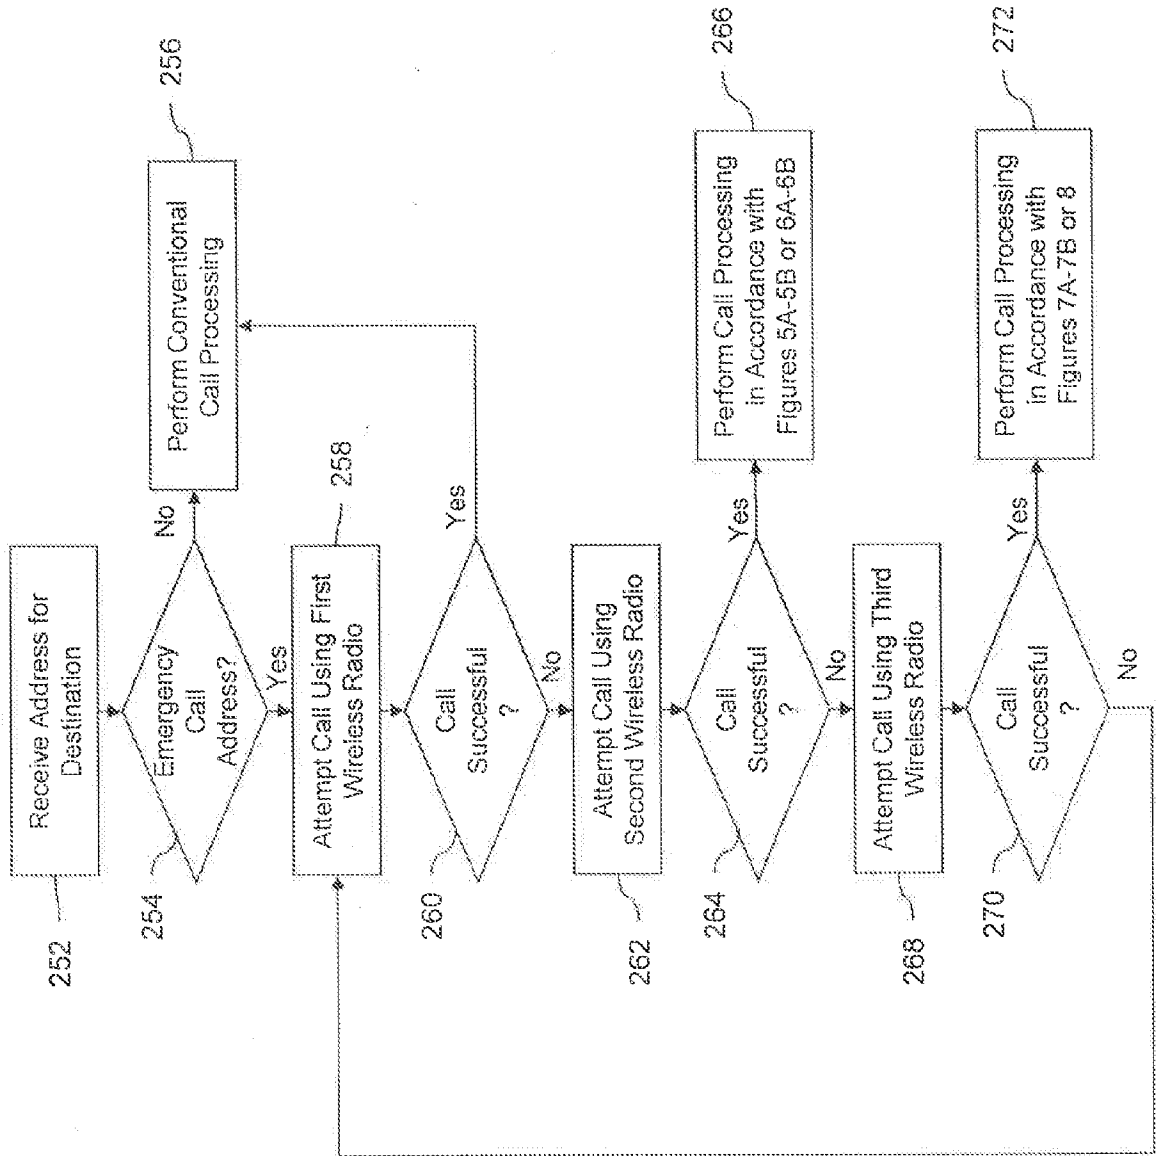 252
Receive Address for
Destination
254
Emergency
Call
Address?
No
Yes
Perform Conventional
Call Processing
256
Attempt Call Using First
Wireless Radio
258
260
Call
Successful
?
Yes
No
262
Attempt Call Using
Second Wireless Radio
264
Call
Successful
?
Yes
No
Perform Call Processing
in Accordance with
Figures 5A-5B or 6A-6B
266
268
Attempt Call Using Third
Wireless Radio
270
Call
Successful
?
Yes
No
Perform Call Processing
in Accordance with
Figures 7A-7B or 8
272